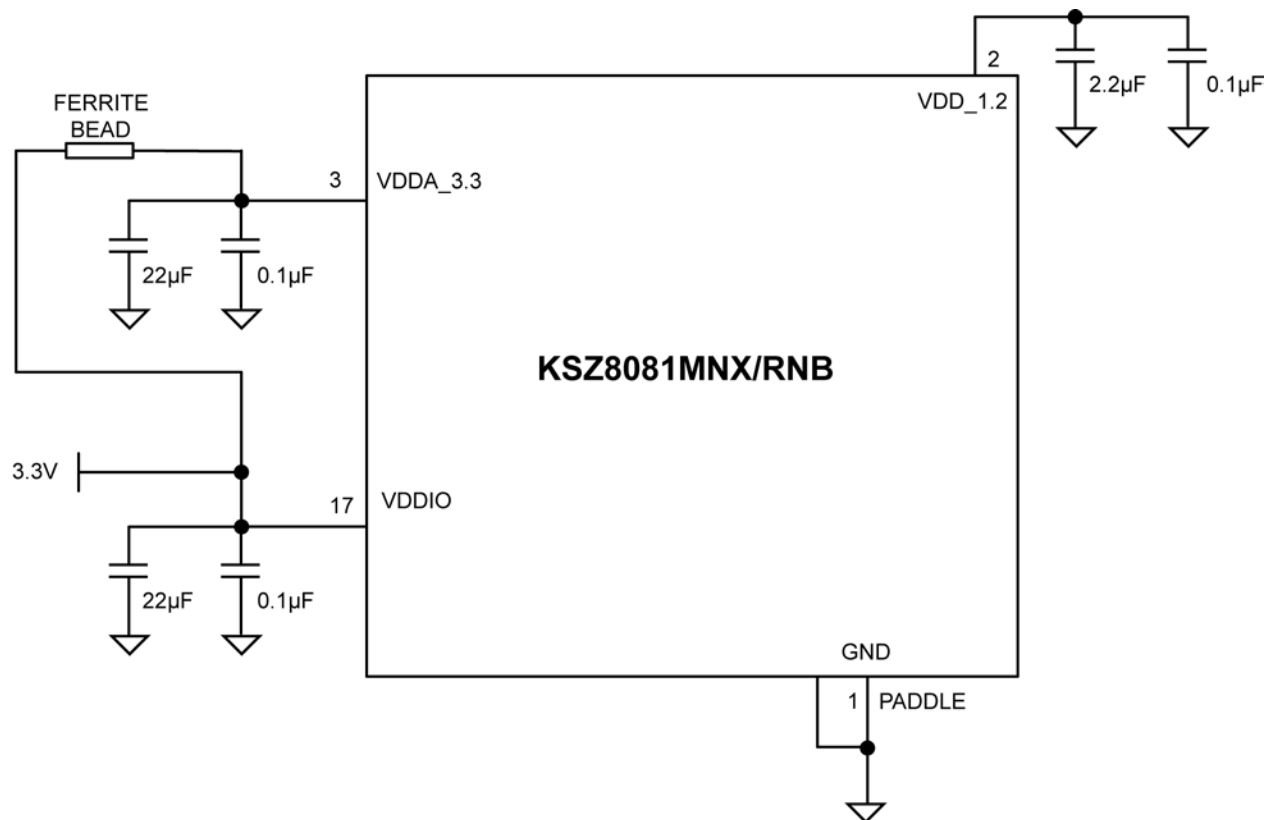 2
VDD_1.2
2.2µF
0.1µF
FERRITE
BEAD
3
VDDA_3.3
22µF
0.1µF
KSZ8081MNX/RNB
3.3V
17
VDDIO
22µF
0.1µF
GND
1
PADDLE